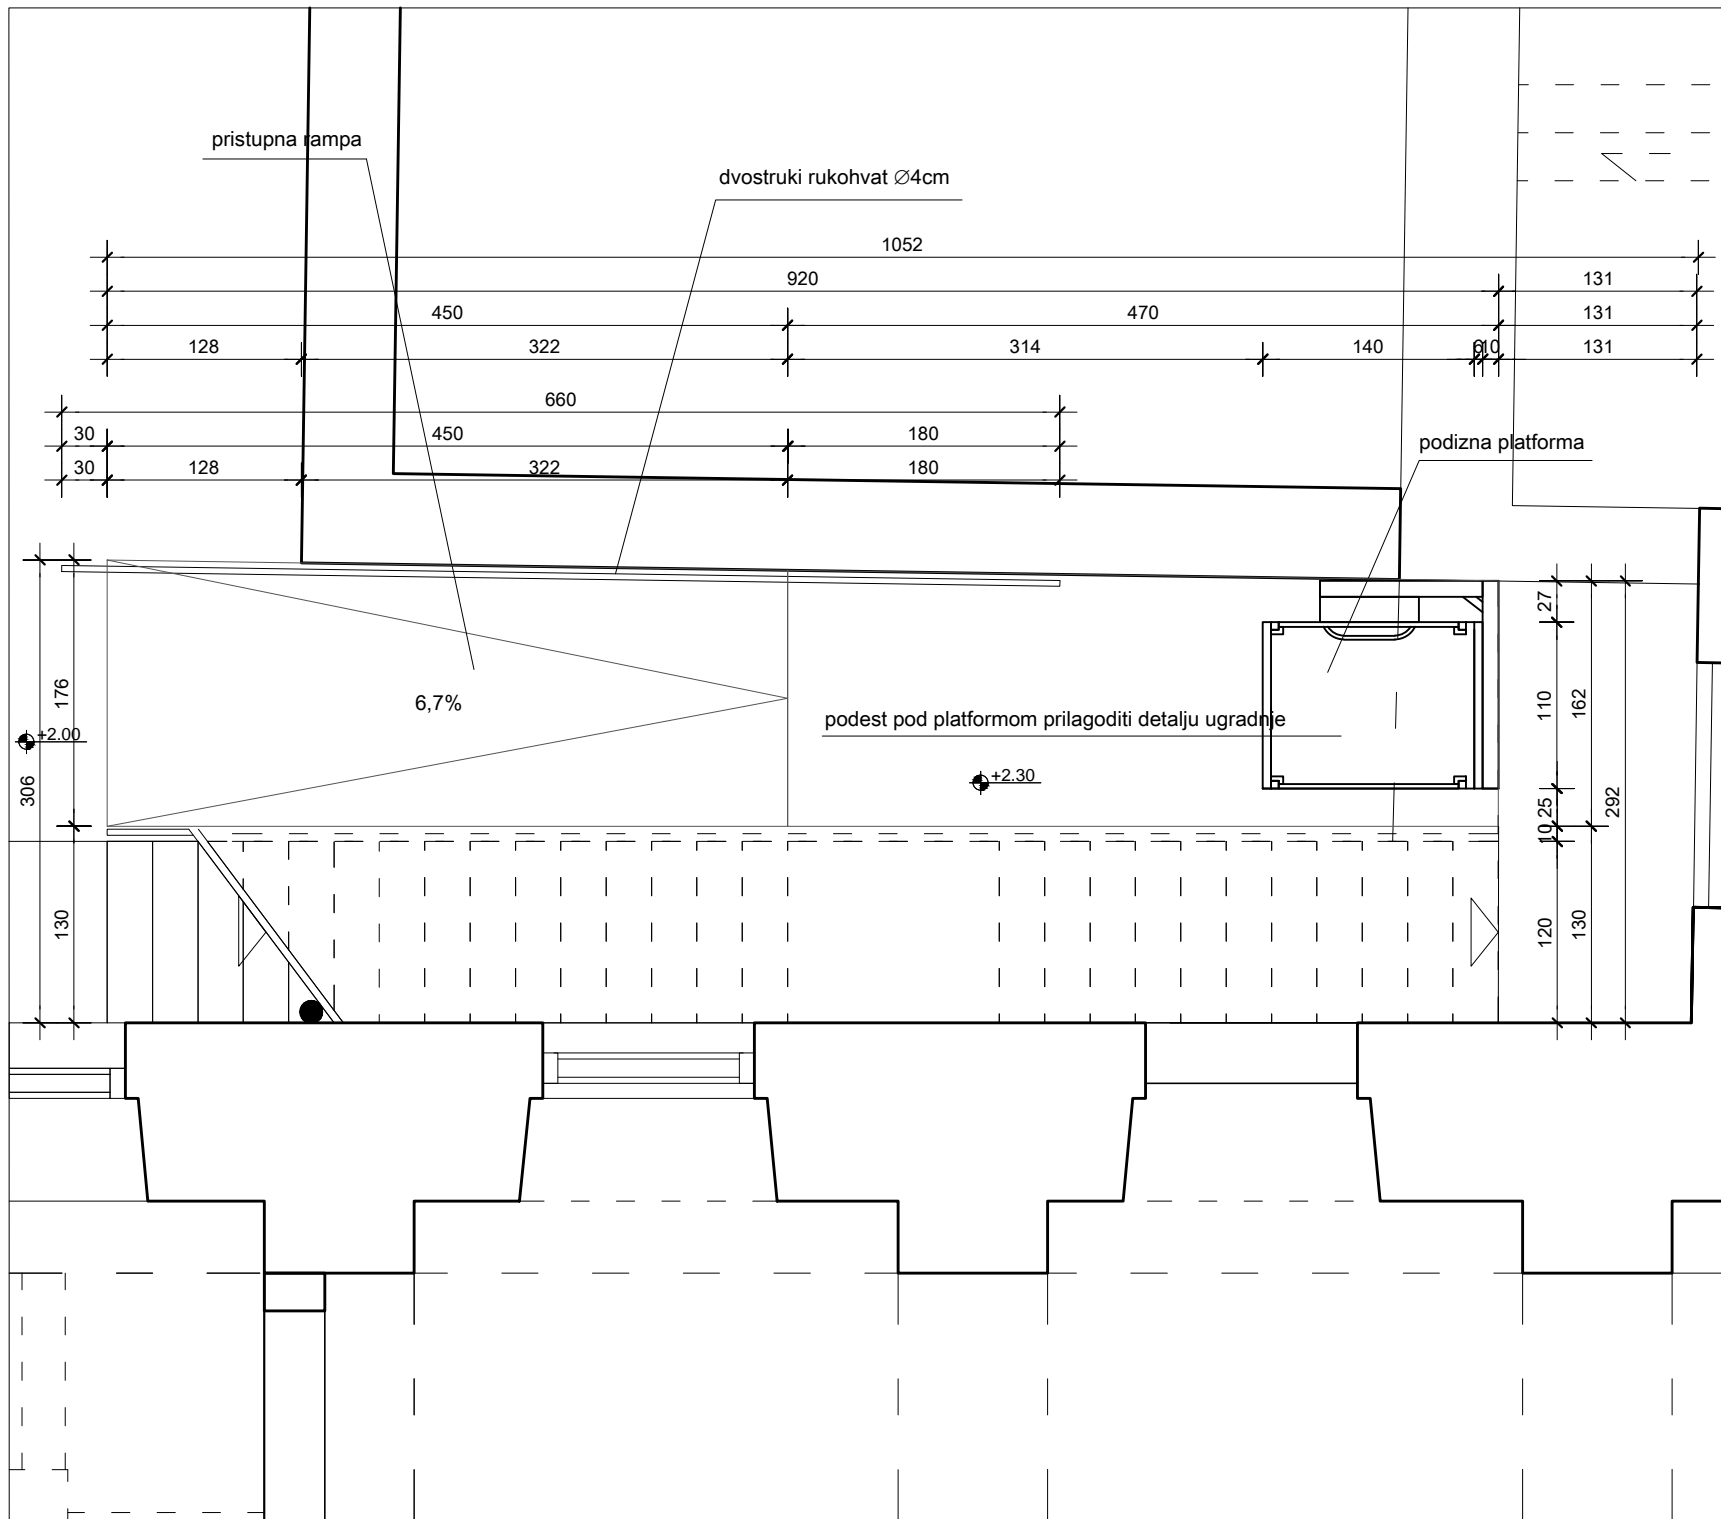 pristupna rampa
dvostruki rukohvat ∅4cm
1052
920 131
450 470 131
128 322 314 140 6 10 131
660
30 450 180
30 128 322 180
podizna platforma
27
176
110
162
6,7%
podest pod platformom prilagoditi detalju ugradnje
+2.00
+2.30
306
292
25
10
130
120
130